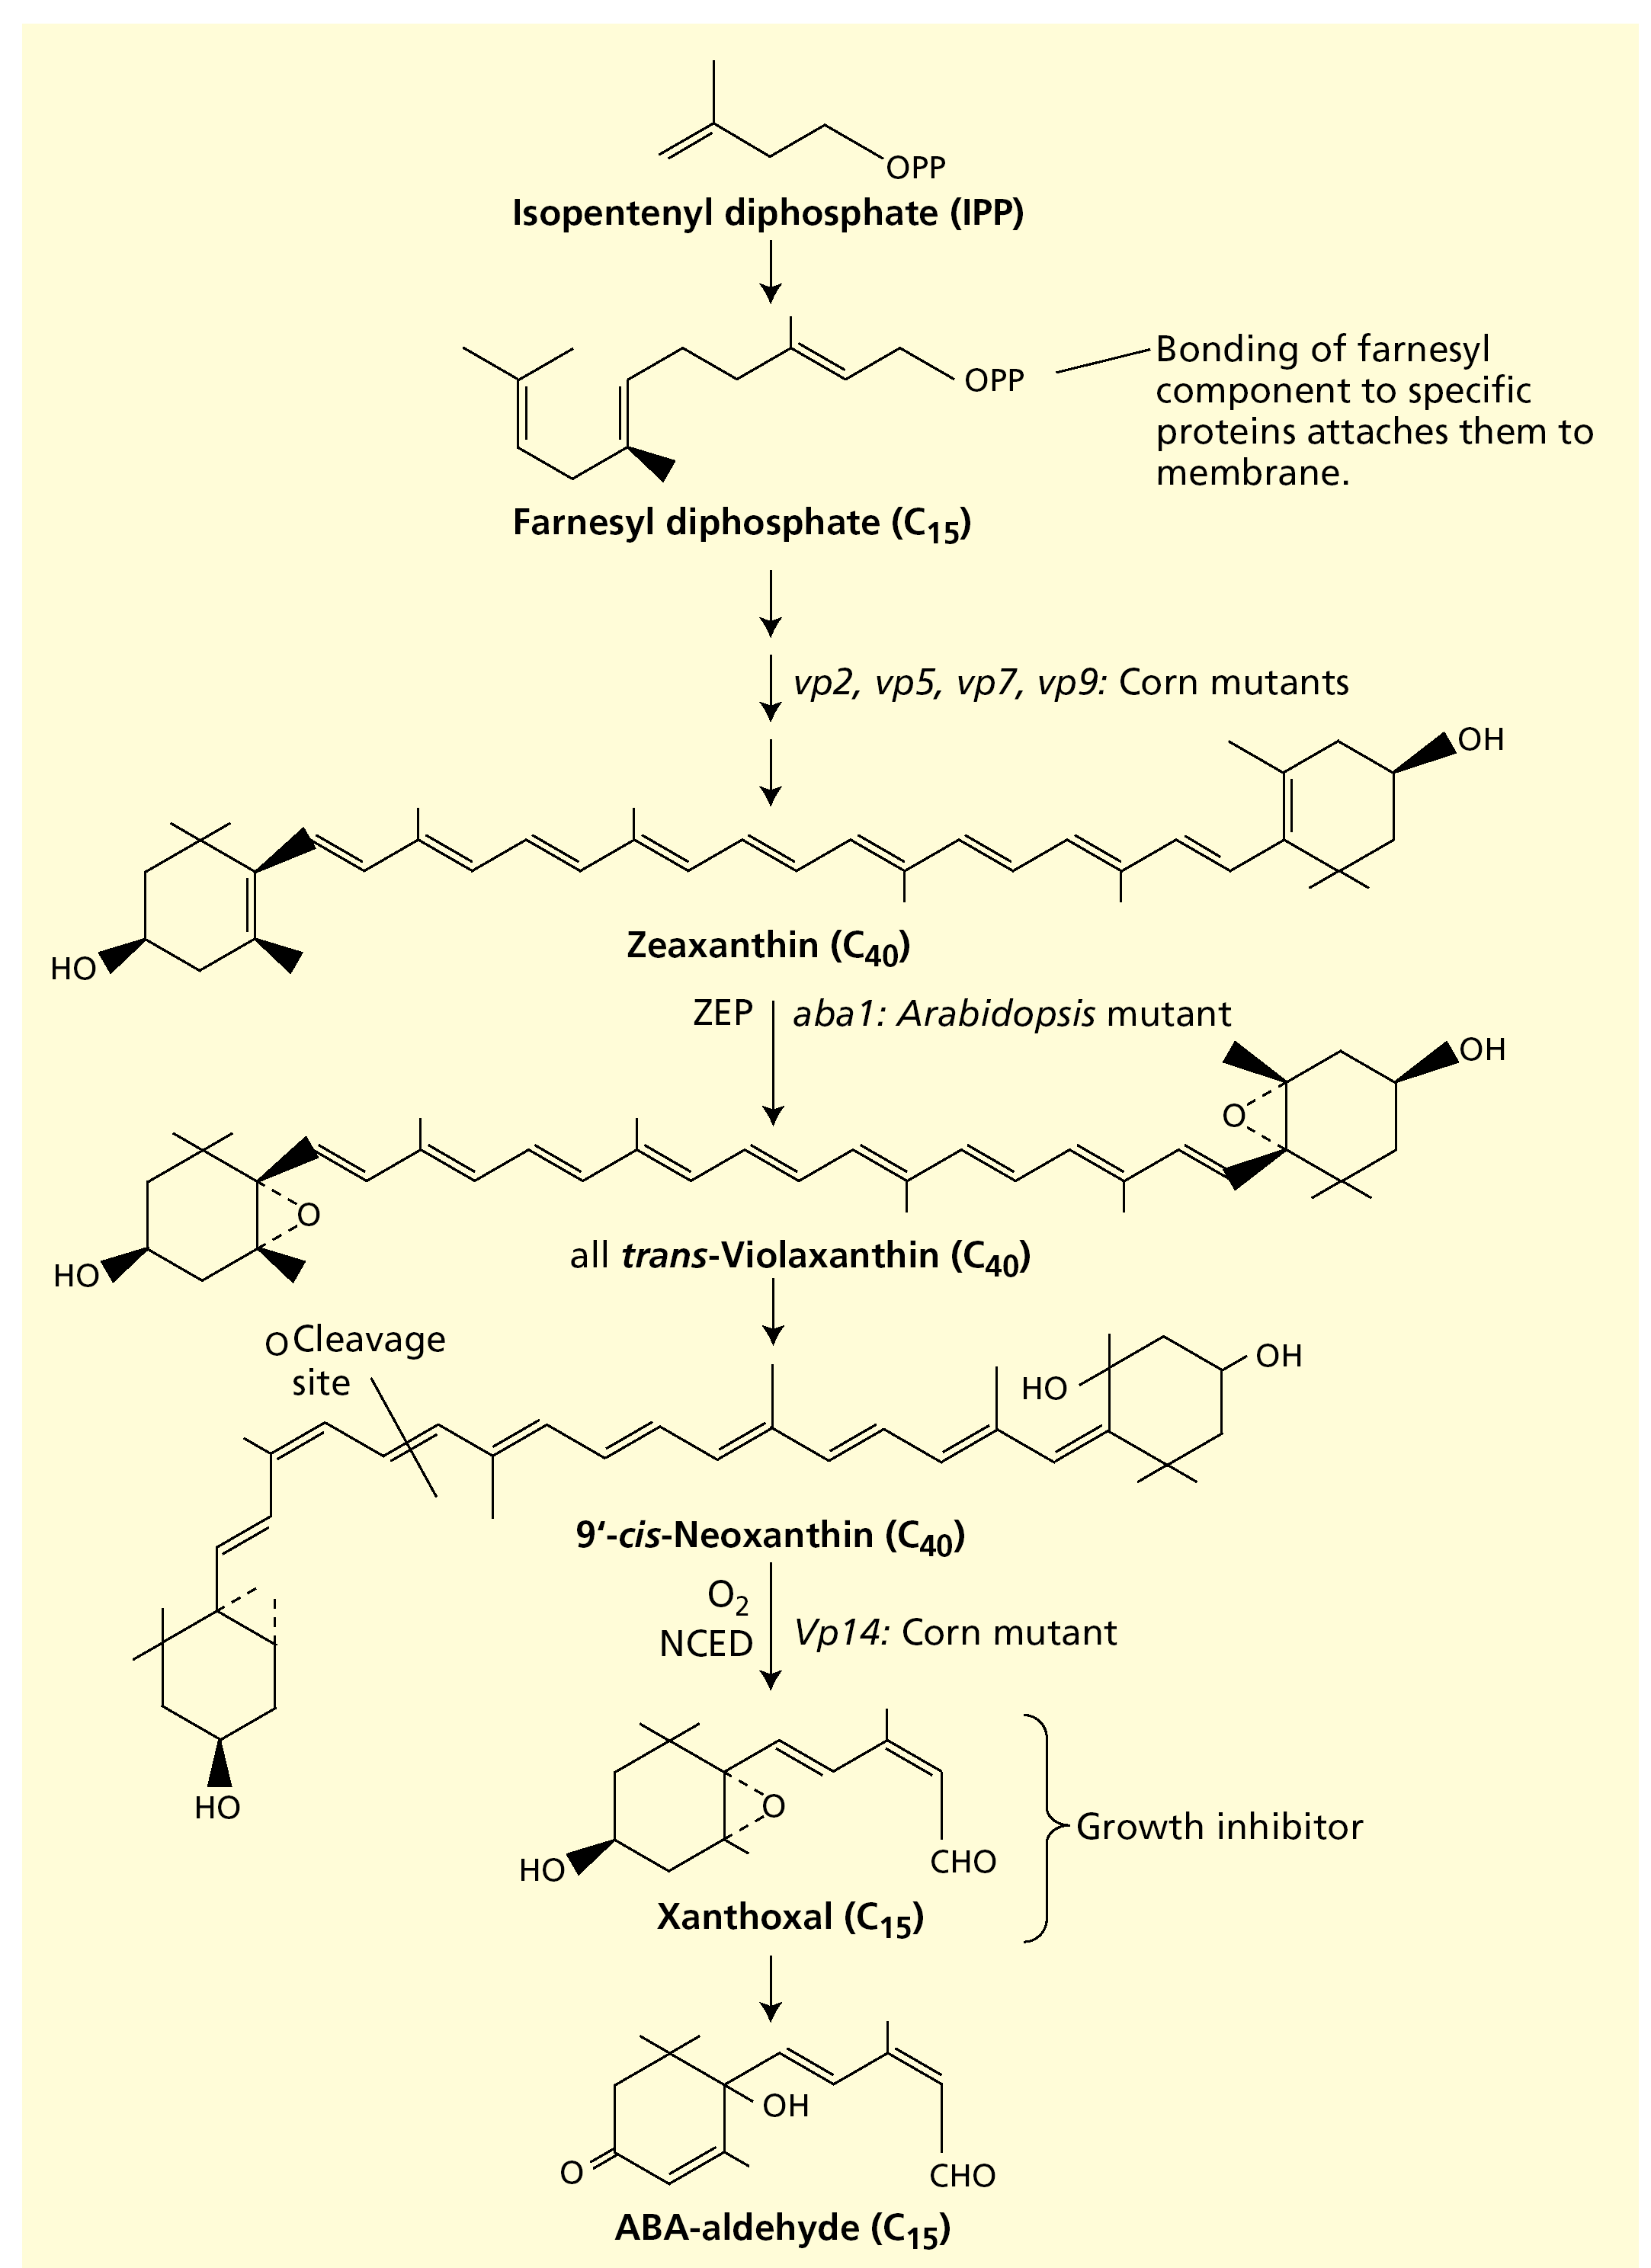 OPP
Isopentenyl diphosphate (IPP)
OPP
Bonding of farnesyl
component to specific
proteins attaches them to
membrane.
Farnesyl diphosphate (C15)
vp2, vp5, vp7, vp9: Corn mutants
OH
HO
Zeaxanthin (C40)
ZEP
aba1: Arabidopsis mutant
OH
O
O
HO
all trans-Violaxanthin (C40)
O
Cleavage
site
HO
OH
9‘-cis-Neoxanthin (C40)
O2
NCED
Vp14: Corn mutant
HO
O
HO
CHO
Growth inhibitor
Xanthoxal (C15)
OH
O
CHO
ABA-aldehyde (C15)